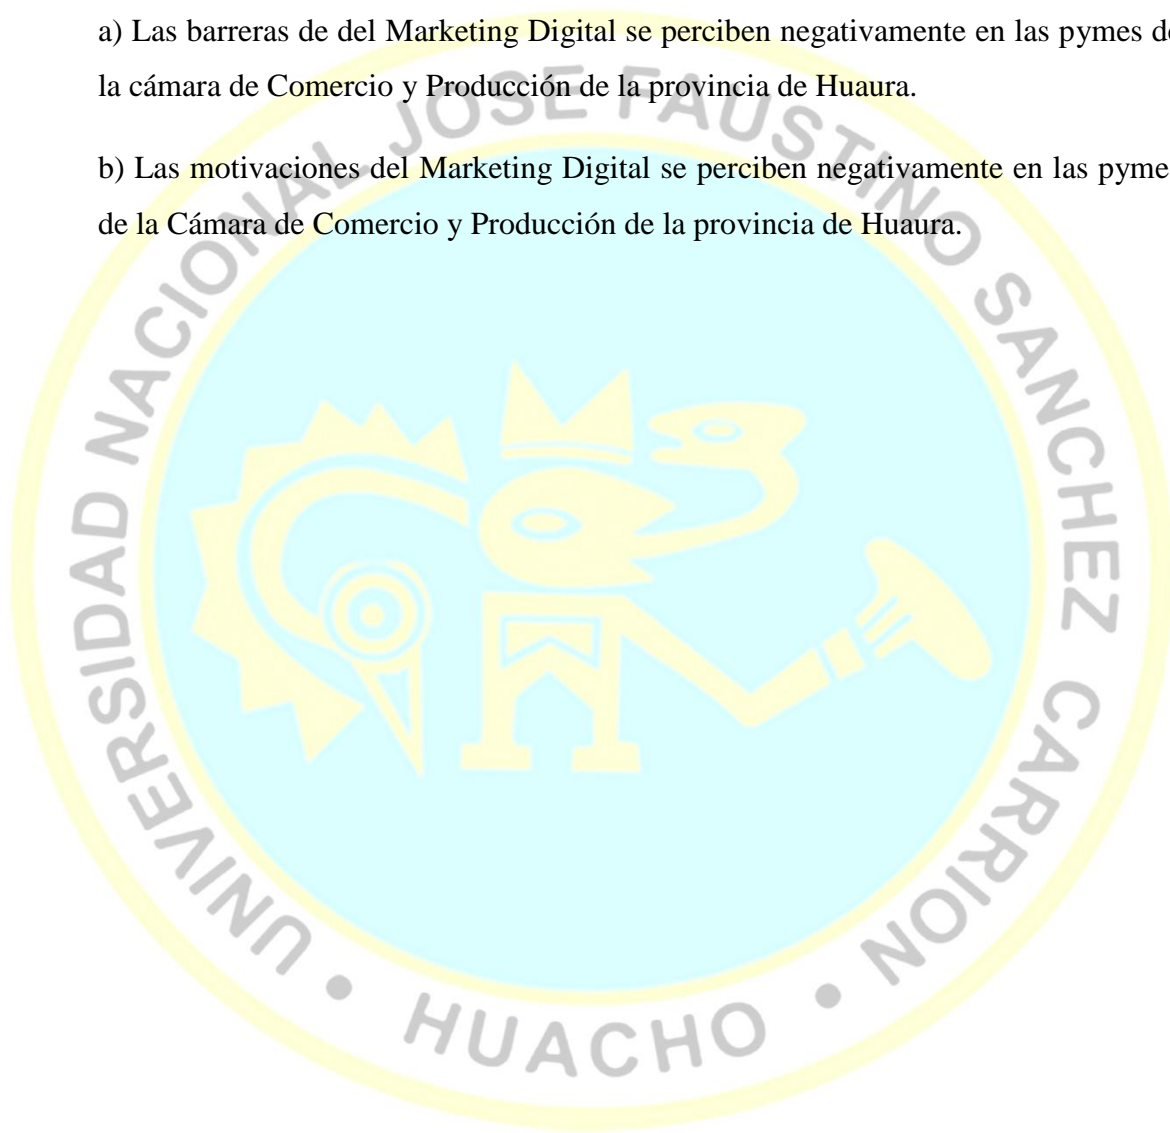 a) Las barreras de del Marketing Digital se perciben negativamente en las pymes de
la cámara de Comercio y Producción de la provincia de Huaura.
b) Las motivaciones del Marketing Digital se perciben negativamente en las pyme
de la Cámara de Comercio y Producción de la provincia de Huaura.
UNIVERSIDAD NACIONAL JOSE FAUSTINO SANCHEZ CARRION
• HUACHO •